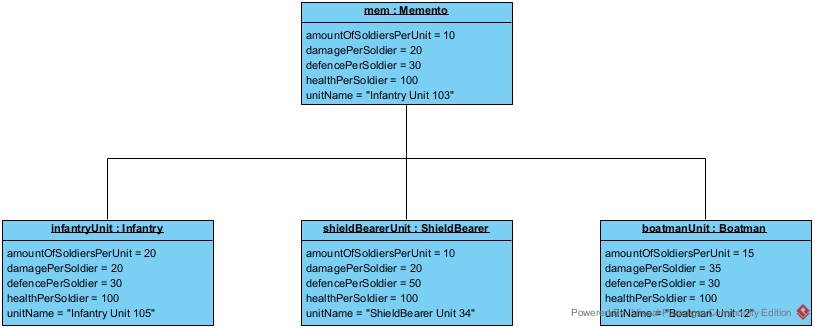 mem : Memento
amountOfSoldiersPerUnit = 10
damagePerSoldier = 20
defencePerSoldier = 30
healthPerSoldier = 100
unitName = "Infantry Unit 103"
infantryUnit : Infantry
amountOfSoldiersPerUnit = 20
damagePerSoldier = 20
defencePerSoldier = 30
healthPerSoldier = 100
unitName = "Infantry Unit 105"
shieldBearerUnit : ShieldBearer
amountOfSoldiersPerUnit = 10
damagePerSoldier = 20
defencePerSoldier = 50
healthPerSoldier = 100
unitName = "ShieldBearer Unit 34"
boatmanUnit : Boatman
amountOfSoldiersPerUnit = 15
damagePerSoldier = 35
defencePerSoldier = 30
healthPerSoldier = 100
unitName = "Boatman Unit 12"
Powered Community Edition